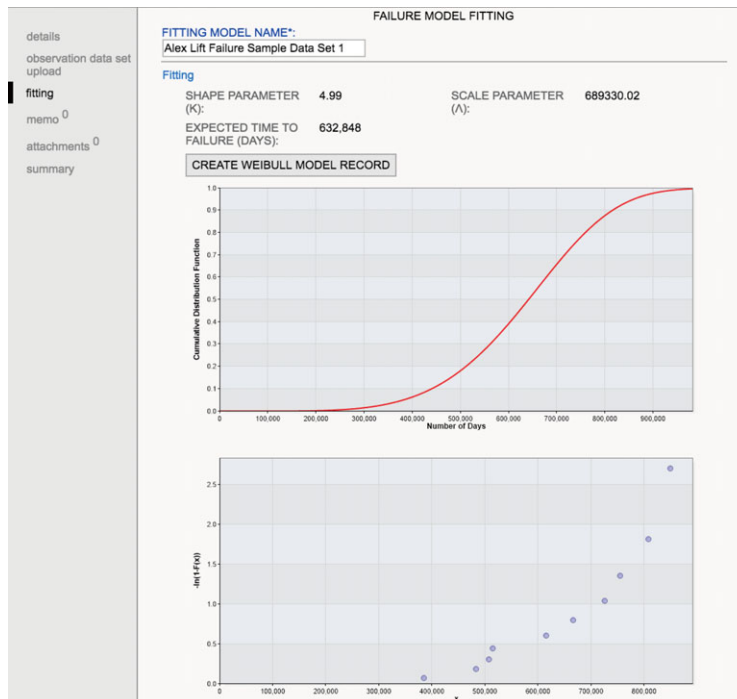 FAILURE MODEL FITTING
details
observation data set
upload
fitting
memo 0
attachments 0
summary
FITTING MODEL NAME*:
Alex Lift Failure Sample Data Set 1
Fitting
SHAPE PARAMETER
(K):
4.99
SCALE PARAMETER
(Λ):
689330.02
EXPECTED TIME TO
FAILURE (DAYS):
632,848
CREATE WEIBULL MODEL RECORD
Cumulative Distribution Function
1.0
0.9
0.8
0.7
0.6
0.5
0.4
0.3
0.2
0.1
0.0
0 100,000 200,000 300,000 400,000 500,000 600,000 700,000 800,000 900,000
Number of Days
-ln(1-F(x))
2.5
2.0
1.5
1.0
0.5
0.0
0 100,000 200,000 300,000 400,000 500,000 600,000 700,000 800,000